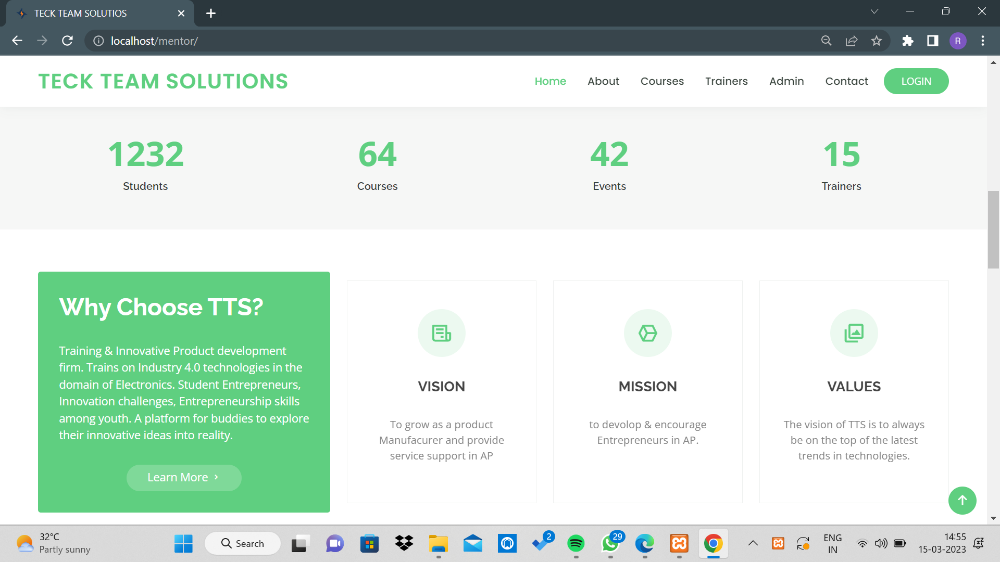 TECK TEAM SOLUTIOS
localhost/mentor/
R
TECK TEAM SOLUTIONS
Home About Courses Trainers Admin Contact LOGIN
1232 64 42 15
Students Courses Events Trainers
Why Choose TTS?
Training & Innovative Product development
firm. Trains on Industry 4.0 technologies in the
domain of Electronics. Student Entrepreneurs,
Innovation challenges, Entrepreneurship skills
among youth. A platform for buddies to explore
their innovative ideas into reality.
Learn More
VISION
To grow as a product
Manufacurer and provide
service support in AP
MISSION
to devolop & encourage
Entrepreneurs in AP.
VALUES
The vision of TTS is to always
be on the top of the latest
trends in technologies.
32°C
Partly sunny
Search
2
29
ENG
IN
14:55
15-03-2023